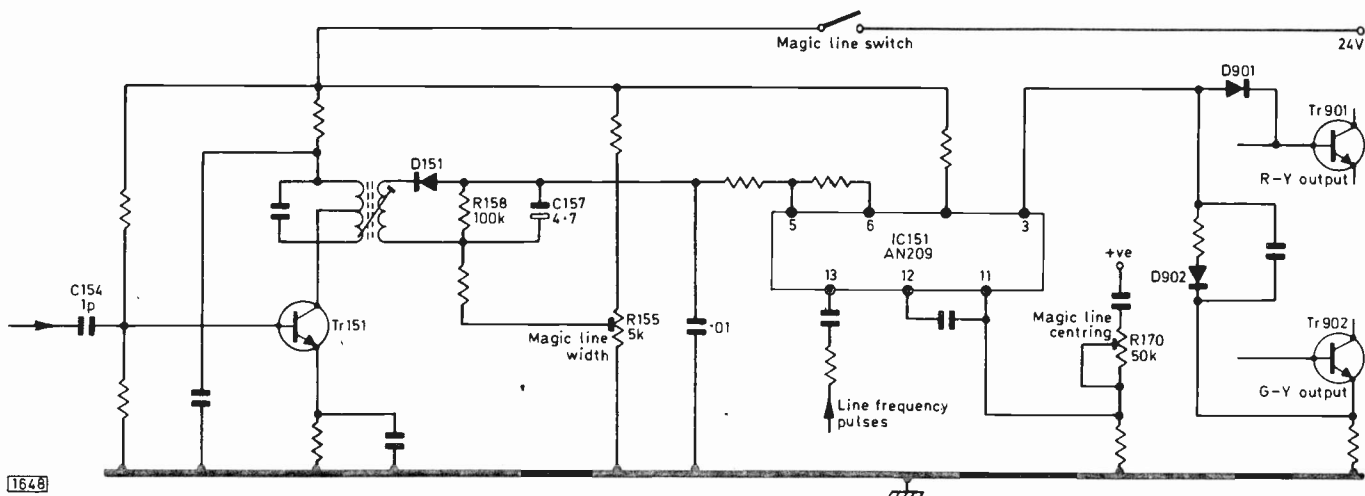 Magic line switch
24V
D901
Tr901
R-Y output
D151
R158
100k
C157
4·7
5
6
3
IC151
AN209
13
12
11
+ve
D902
C154
1p
Tr151
R155
5k
Magic line
width
·01
Magic line
centring
R170
50k
Tr902
G-Y output
Line frequency
pulses
1648